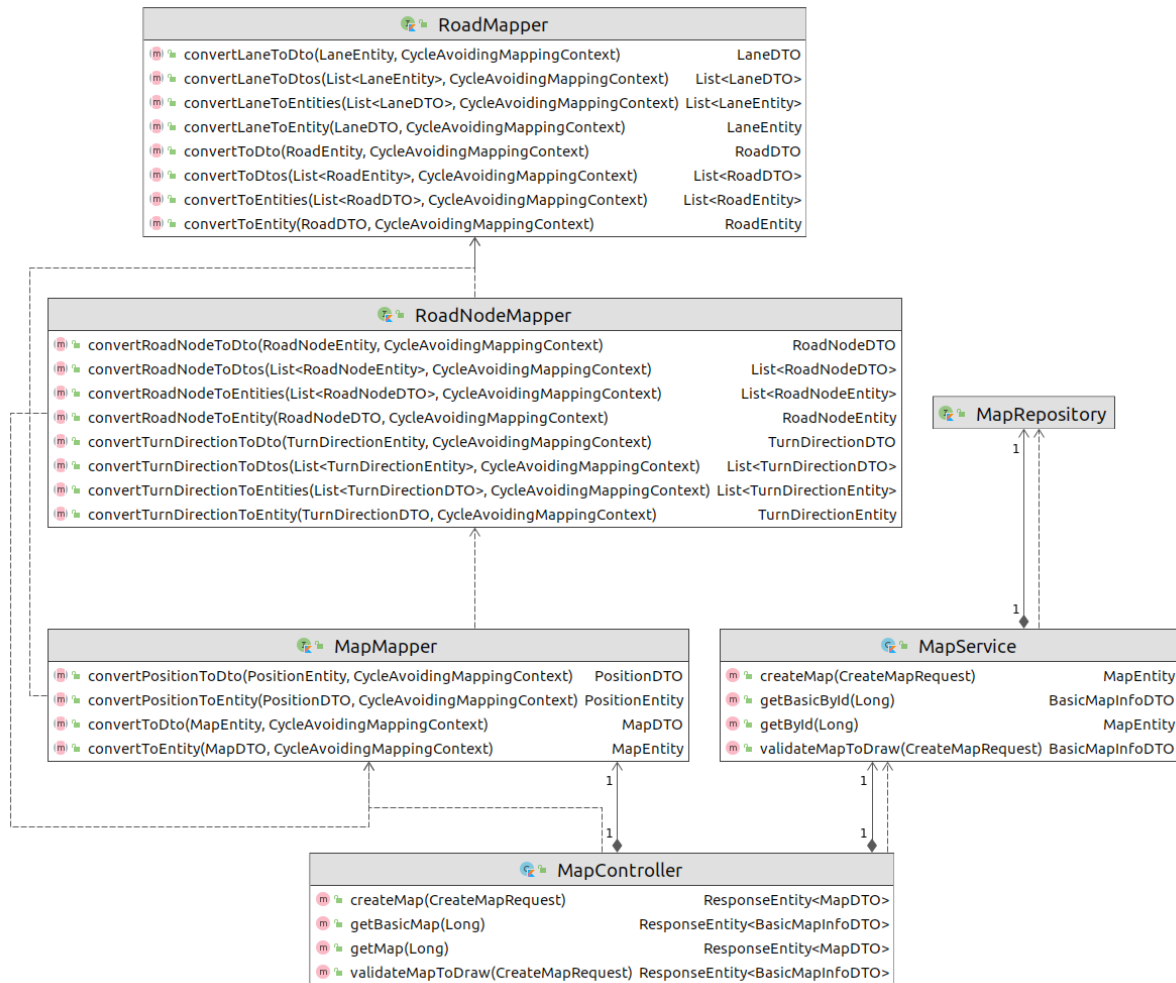 RoadMapper
convertLaneToDto(LaneEntity, CycleAvoidingMappingContext) LaneDTO
convertLaneToDtos(List<LaneEntity>, CycleAvoidingMappingContext) List<LaneDTO>
convertLaneToEntities(List<LaneDTO>, CycleAvoidingMappingContext) List<LaneEntity>
convertLaneToEntity(LaneDTO, CycleAvoidingMappingContext) LaneEntity
convertToDto(RoadEntity, CycleAvoidingMappingContext) RoadDTO
convertToDtos(List<RoadEntity>, CycleAvoidingMappingContext) List<RoadDTO>
convertToEntities(List<RoadDTO>, CycleAvoidingMappingContext) List<RoadEntity>
convertToEntity(RoadDTO, CycleAvoidingMappingContext) RoadEntity
RoadNodeMapper
convertRoadNodeToDto(RoadNodeEntity, CycleAvoidingMappingContext) RoadNodeDTO
convertRoadNodeToDtos(List<RoadNodeEntity>, CycleAvoidingMappingContext) List<RoadNodeDTO>
convertRoadNodeToEntities(List<RoadNodeDTO>, CycleAvoidingMappingContext) List<RoadNodeEntity>
convertRoadNodeToEntity(RoadNodeDTO, CycleAvoidingMappingContext) RoadNodeEntity
convertTurnDirectionToDto(TurnDirectionEntity, CycleAvoidingMappingContext) TurnDirectionDTO
convertTurnDirectionToDtos(List<TurnDirectionEntity>, CycleAvoidingMappingContext) List<TurnDirectionDTO>
convertTurnDirectionToEntities(List<TurnDirectionDTO>, CycleAvoidingMappingContext) List<TurnDirectionEntity>
convertTurnDirectionToEntity(TurnDirectionDTO, CycleAvoidingMappingContext) TurnDirectionEntity
MapRepository
1
1
MapMapper
convertPositionToDto(PositionEntity, CycleAvoidingMappingContext) PositionDTO
convertPositionToEntity(PositionDTO, CycleAvoidingMappingContext) PositionEntity
convertToDto(MapEntity, CycleAvoidingMappingContext) MapDTO
convertToEntity(MapDTO, CycleAvoidingMappingContext) MapEntity
MapService
createMap(CreateMapRequest) MapEntity
getBasicById(Long) BasicMapInfoDTO
getById(Long) MapEntity
validateMapToDraw(CreateMapRequest) BasicMapInfoDTO
1
1
1
1
MapController
createMap(CreateMapRequest) ResponseEntity<MapDTO>
getBasicMap(Long) ResponseEntity<BasicMapInfoDTO>
getMap(Long) ResponseEntity<MapDTO>
validateMapToDraw(CreateMapRequest) ResponseEntity<BasicMapInfoDTO>